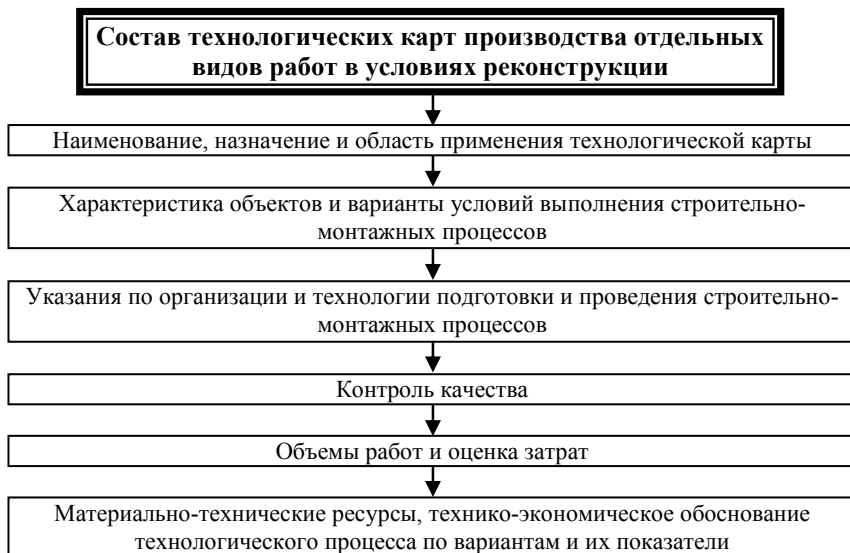 Состав технологических карт производства отдельных
видов работ в условиях реконструкции
Наименование, назначение и область применения технологической карты
Характеристика объектов и варианты условий выполнения строительно-
монтажных процессов
Указания по организации и технологии подготовки и проведения строительно-
монтажных процессов
Контроль качества
Объемы работ и оценка затрат
Материально-технические ресурсы, технико-экономическое обоснование
технологического процесса по вариантам и их показатели